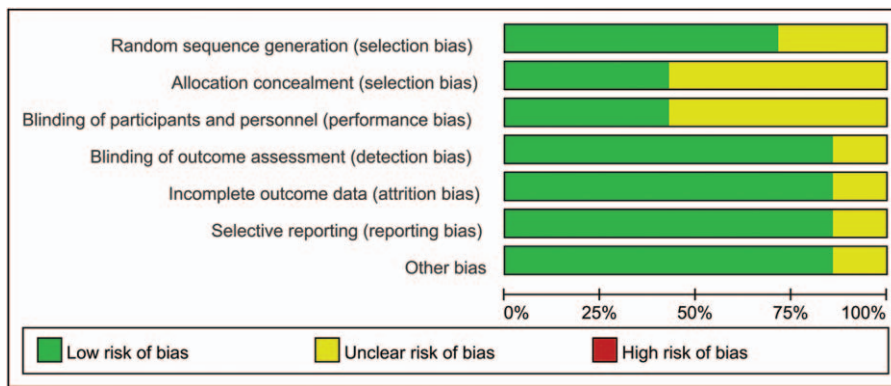 Random sequence generation (selection bias)
Allocation concealment (selection bias)
Blinding of participants and personnel (performance bias)
Blinding of outcome assessment (detection bias)
Incomplete outcome data (attrition bias)
Selective reporting (reporting bias)
Other bias
0% 25% 50% 75% 100%
Low risk of bias Unclear risk of bias High risk of bias